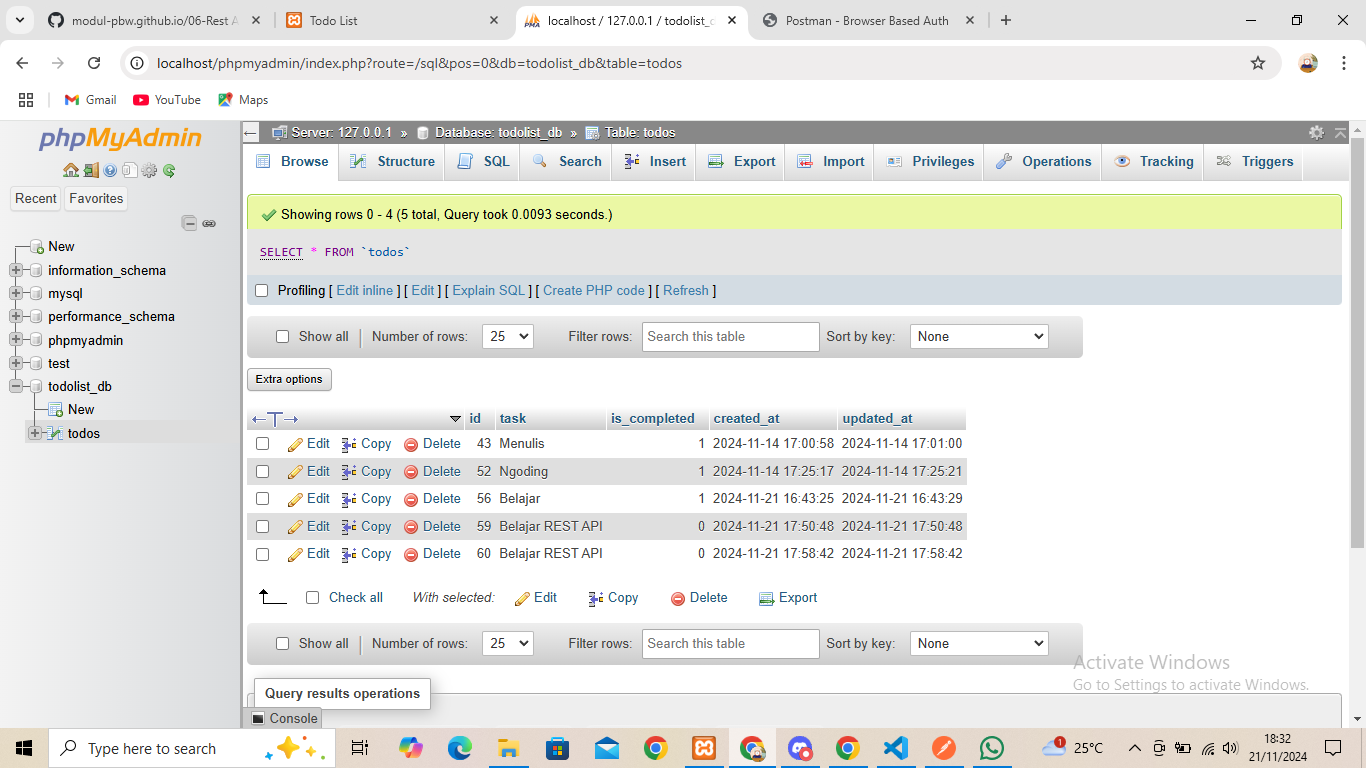 modul-pbw.github.io/06-Rest A
Todo List
localhost / 127.0.0.1 / todolist_d
Postman - Browser Based Auth
localhost/phpmyadmin/index.php?route=/sql&pos=0&db=todolist_db&table=todos
Gmail YouTube Maps
phpMyAdmin
Recent Favorites
New
information_schema
mysql
performance_schema
phpmyadmin
test
todolist_db
New
todos
Server: 127.0.0.1 » Database: todolist_db » Table: todos
Browse Structure SQL Search Insert Export Import Privileges Operations Tracking Triggers
Showing rows 0 - 4 (5 total, Query took 0.0093 seconds.)
SELECT * FROM `todos`
Profiling [ Edit inline ] [ Edit ] [ Explain SQL ] [ Create PHP code ] [ Refresh ]
Show all Number of rows: 25 Filter rows: Search this table Sort by key: None
Extra options
id task is_completed created_at updated_at
Edit Copy Delete 43 Menulis 1 2024-11-14 17:00:58 2024-11-14 17:01:00
Edit Copy Delete 52 Ngoding 1 2024-11-14 17:25:17 2024-11-14 17:25:21
Edit Copy Delete 56 Belajar 1 2024-11-21 16:43:25 2024-11-21 16:43:29
Edit Copy Delete 59 Belajar REST API 0 2024-11-21 17:50:48 2024-11-21 17:50:48
Edit Copy Delete 60 Belajar REST API 0 2024-11-21 17:58:42 2024-11-21 17:58:42
Check all With selected: Edit Copy Delete Export
Show all Number of rows: 25 Filter rows: Search this table Sort by key: None
Query results operations
Console
Activate Windows
Go to Settings to activate Windows.
Type here to search
1
25°C
18:32
21/11/2024